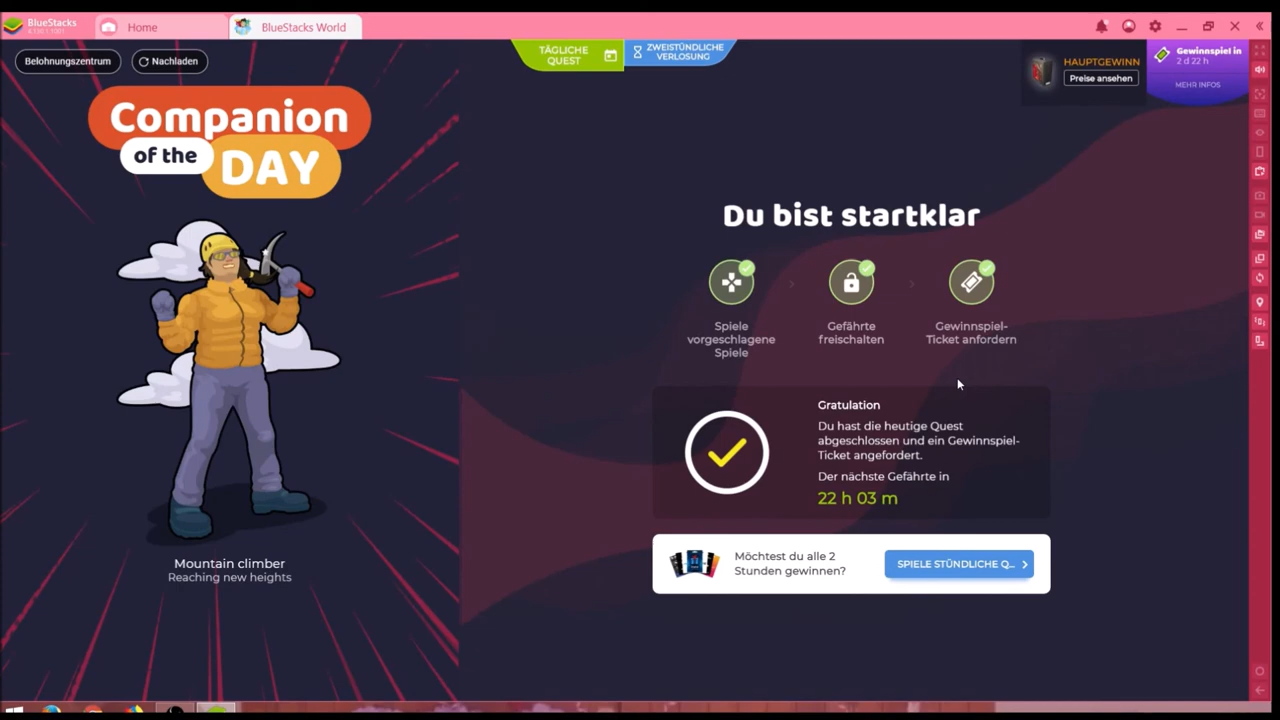 BlueStacks
Home
BlueStacks World
Belohnungszentrum
Nachladen
TÄGLICHE
QUEST
ZWEISTÜNDLICHE
VERLOSUNG
HAUPTGEWINN
Preise ansehen
Gewinnspiel in
2 d 22 h
MEHR INFOS
Companion
of the
DAY
Du bist startklar
Spiele
vorgeschlagene
Spiele
Gefährte
freischalten
Gewinnspiel-
Ticket anfordern
Gratulation
Du hast die heutige Quest
abgeschlossen und ein Gewinnspiel-
Ticket angefordert.
Der nächste Gefährte in
22 h 03 m
Mountain climber
Reaching new heights
Möchtest du alle 2
Stunden gewinnen?
SPIELE STÜNDLICHE Q...